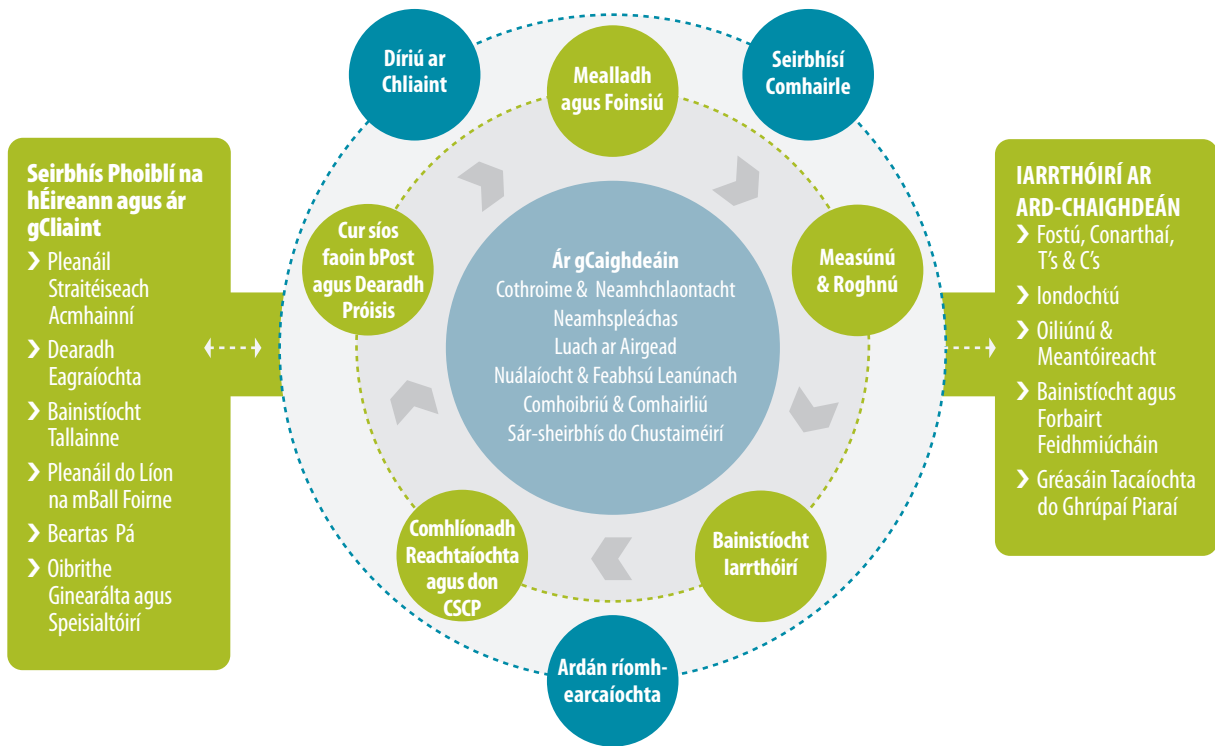 Díriú ar
Chliaint
Mealladh
agus Foinsiú
Seirbhísí
Comhairle
Seirbhís Phoiblí na
hÉireann agus ár
gCliaint
❯ Pleanáil
Straitéiseach
Acmhainní
❯ Dearadh
Eagraíochta
❯ Bainistíocht
Tallainne
❯ Pleanáil do Líon
na mBall Foirne
❯ Beartas Pá
❯ Oibrithe
Ginearálta agus
Speisialtóirí
Cur síos
faoin bPost
agus Dearadh
Próisis
Ár gCaighdeáin
Cothroime & Neamhchlaontacht
Neamhspleáchas
Luach ar Airgead
Nuálaíocht & Feabhsú Leanúnach
Comhoibriú & Comhairliú
Sár-sheirbhís do Chustaiméirí
Measúnú
& Roghnú
IARRTHÓIRÍ AR
ARD-CHAIGHDEÁN
❯ Fostú, Conarthaí,
T's & C's
❯ Iondochtú
❯ Oiliúnú &
Meantóireacht
❯ Bainistíocht agus
Forbairt
Feidhmiúcháin
❯ Gréasáin Tacaíochta
do Ghrúpaí Piaraí
Comhlíonadh
Reachtaíochta
agus don
CSCP
Bainistíocht
Iarrthóirí
Ardán ríomh-
earcaíochta